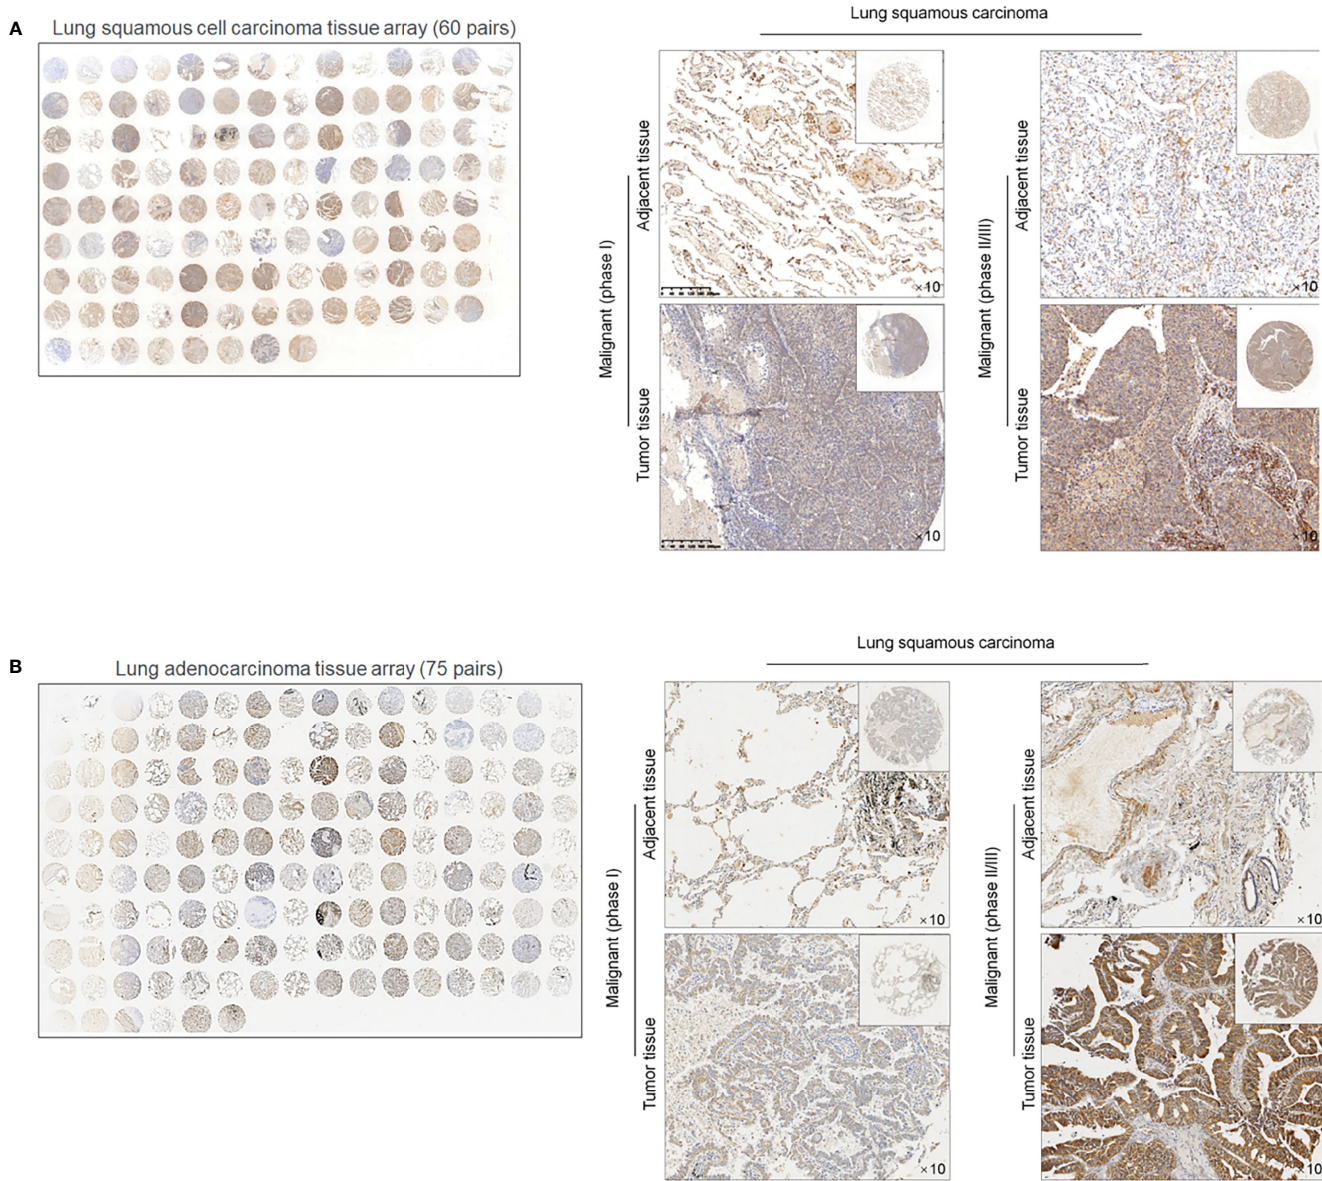 A
Lung squamous cell carcinoma tissue array (60 pairs)
Lung squamous carcinoma
Malignant (phase I)
Adjacent tissue
Tumor tissue
×10
×10
Malignant (phase II/III)
Adjacent tissue
Tumor tissue
×10
×10
B
Lung adenocarcinoma tissue array (75 pairs)
Lung squamous carcinoma
Malignant (phase I)
Adjacent tissue
Tumor tissue
×10
×10
Malignant (phase II/III)
Adjacent tissue
Tumor tissue
×10
×10